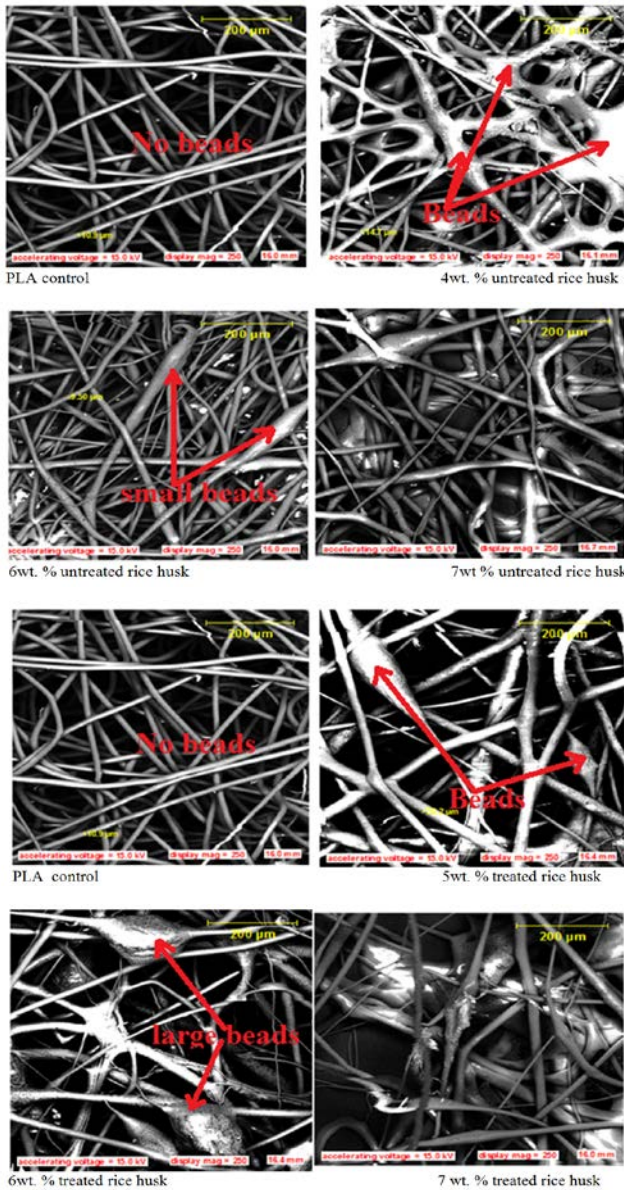 200 µm
200 µm
No beads
Beads
14.7 µm
accelerating voltage = 15.0 kV display mag = 250 16.0 mm
accelerating voltage = 15.0 kV display mag = 250 16.1 mm
PLA control
4wt. % untreated rice husk
200 µm
200 µm
small beads
accelerating voltage = 15.0 kV display mag = 250 16.0 mm
accelerating voltage = 15.0 kV display mag = 250 16.7 mm
6wt. % untreated rice husk
7wt % untreated rice husk
200 µm
200 µm
No beads
Beads
accelerating voltage = 15.0 kV display mag = 250 16.0 mm
accelerating voltage = 15.0 kV display mag = 250 16.4 mm
PLA control
5wt. % treated rice husk
200 µm
200 µm
large beads
accelerating voltage = 15.0 kV display mag = 250 16.4 mm
accelerating voltage = 15.0 kV display mag = 250 16.0 mm
6wt. % treated rice husk
7 wt. % treated rice husk